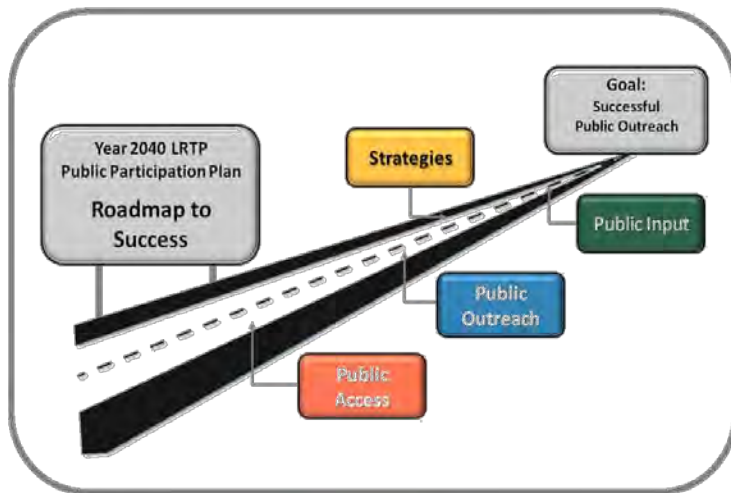 Goal:
Successful
Public Outreach
Year 2040 LRTP
Public Participation Plan
Roadmap to
Success
Strategies
Public Input
Public
Outreach
Public
Access